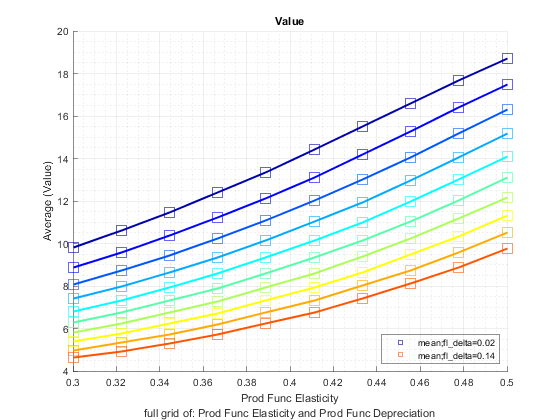 Value
20
18
16
14
12
10
8
6
4
Average (Value)
0.3 0.32 0.34 0.36 0.38 0.4 0.42 0.44 0.46 0.48 0.5
mean;fl_delta=0.02
mean;fl_delta=0.14
Prod Func Elasticity
full grid of: Prod Func Elasticity and Prod Func Depreciation